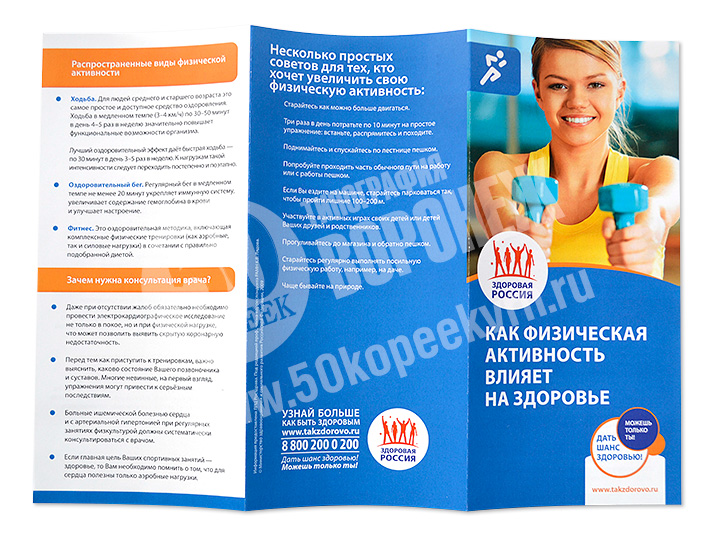 Распространенные виды физической
активности
Ходьба. Для людей среднего и старшего возраста это
самое простое и доступное средство оздоровления.
Ходьба в медленном темпе (3–4 км/ч) по 30–50 минут
в день 4–5 раз в неделю значительно повышает
функциональные возможности организма.
Лучший оздоровительный эффект даёт быстрая ходьба —
по 30 минут в день 3–5 раз в неделю. К нагрузкам такой
интенсивности следует переходить постепенно и поэтапно.
Оздоровительный бег. Регулярный бег в медленном
темпе не менее 20 минут укрепляет иммунную систему,
увеличивает содержание гемоглобина в крови
и улучшает настроение.
Фитнес. Это оздоровительная методика, включающая
комплексные физические тренировки (как аэробные,
так и силовые нагрузки) в сочетании с правильно
подобранной диетой.
Зачем нужна консультация врача?
Даже при отсутствии жалоб обязательно необходимо
провести электрокардиографическое исследование
не только в покое, но и при физической нагрузке,
что может позволить выявить скрытую коронарную
недостаточность.
Перед тем как приступить к тренировкам, важно
выяснить, каково состояние Вашего позвоночника
и суставов. Многие невинные, на первый взгляд,
упражнения могут привести к серьёзным
последствиям.
Больные ишемической болезнью сердца
и с артериальной гипертонией при регулярных
занятиях физкультурой должны систематически
консультироваться с врачом.
Если главная цель Ваших спортивных занятий —
здоровье, то Вам необходимо помнить о том, что для
сердца полезны только аэробные нагрузки.
Несколько простых
советов для тех, кто
хочет увеличить свою
физическую активность:
Старайтесь как можно больше двигаться.
Три раза в день потратьте по 10 минут на простое
упражнение: встаньте, распрямитесь и походите.
Поднимайтесь и спускайтесь по лестнице пешком.
Попробуйте проходить часть обычного пути на работу
или с работы пешком.
Если Вы ездите на машине, старайтесь парковаться так,
чтобы пройти лишние 100–200 м.
Участвуйте в активных играх своих детей или детей
Ваших друзей и родственников.
Прогуливайтесь до магазина и обратно пешком.
Старайтесь регулярно выполнять посильную
физическую работу, например, на даче.
Чаще бывайте на природе.
УЗНАЙ БОЛЬШЕ
КАК БЫТЬ ЗДОРОВЫМ
www.takzdorovo.ru
8 800 200 0 200
Дать шанс здоровью!
Можешь только ты!
ЗДОРОВАЯ
РОССИЯ
ЗДОРОВАЯ
РОССИЯ
КАК ФИЗИЧЕСКАЯ
АКТИВНОСТЬ
ВЛИЯЕТ
НА ЗДОРОВЬЕ
МОЖЕШЬ
ТОЛЬКО
ТЫ!
ДАТЬ
ШАНС
ЗДОРОВЬЮ!
www.takzdorovo.ru
www.50kopeekvrn.ru